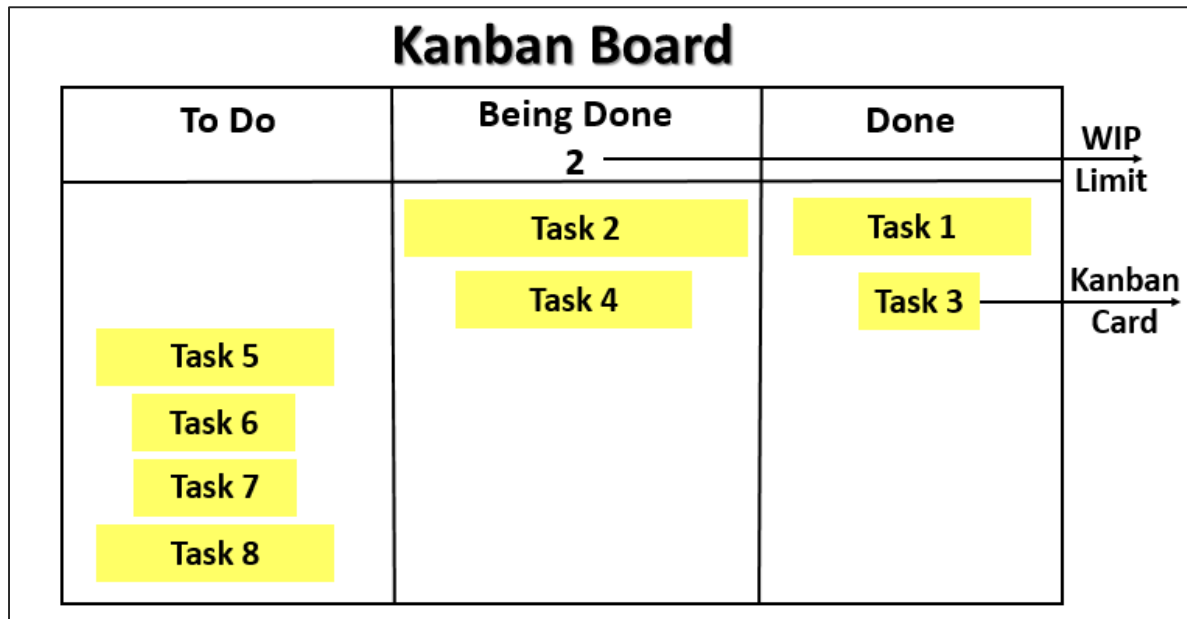 Kanban Board
To Do
Being Done
2
Done
WIP
Limit
Task 2
Task 1
Task 4
Task 3
Kanban
Card
Task 5
Task 6
Task 7
Task 8